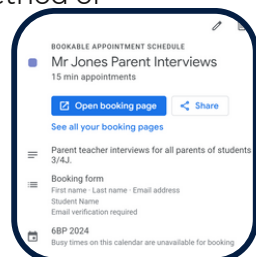 BOOKABLE APPOINTMENT SCHEDULE
Mr Jones Parent Interviews
15 min appointments
Open booking page
Share
See all your booking pages
Parent teacher interviews for all parents of students
3/4J.
Booking form
First name · Last name · Email address
Student Name
Email verification required
6BP 2024
Busy times on this calendar are unavailable for booking